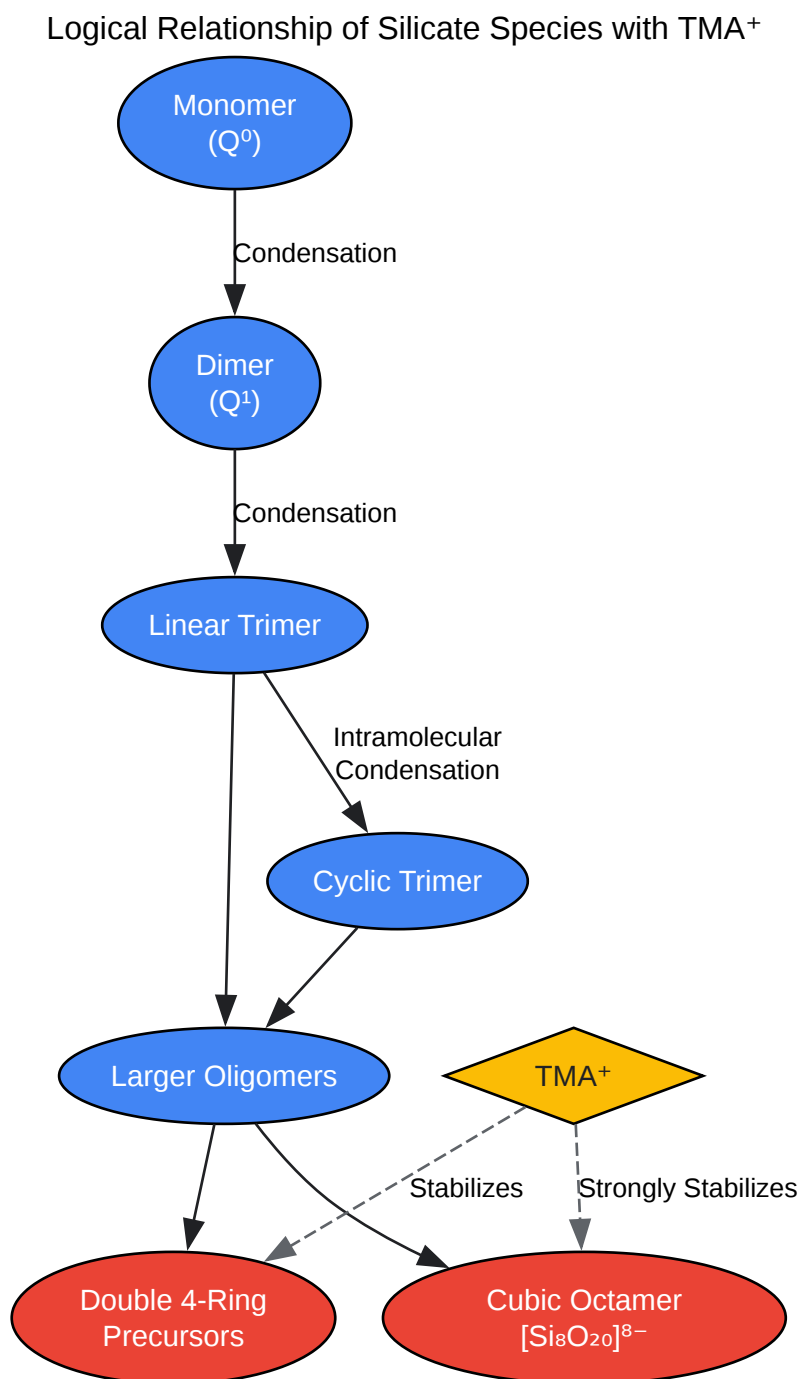 Logical Relationship of Silicate Species with TMA⁺
Monomer
(Q⁰)
Condensation
Dimer
(Q¹)
Condensation
Linear Trimer
Intramolecular
Condensation
Cyclic Trimer
Larger Oligomers
TMA⁺
Stabilizes
Strongly Stabilizes
Double 4-Ring
Precursors
Cubic Octamer
[Si₈O₂₀]⁸⁻